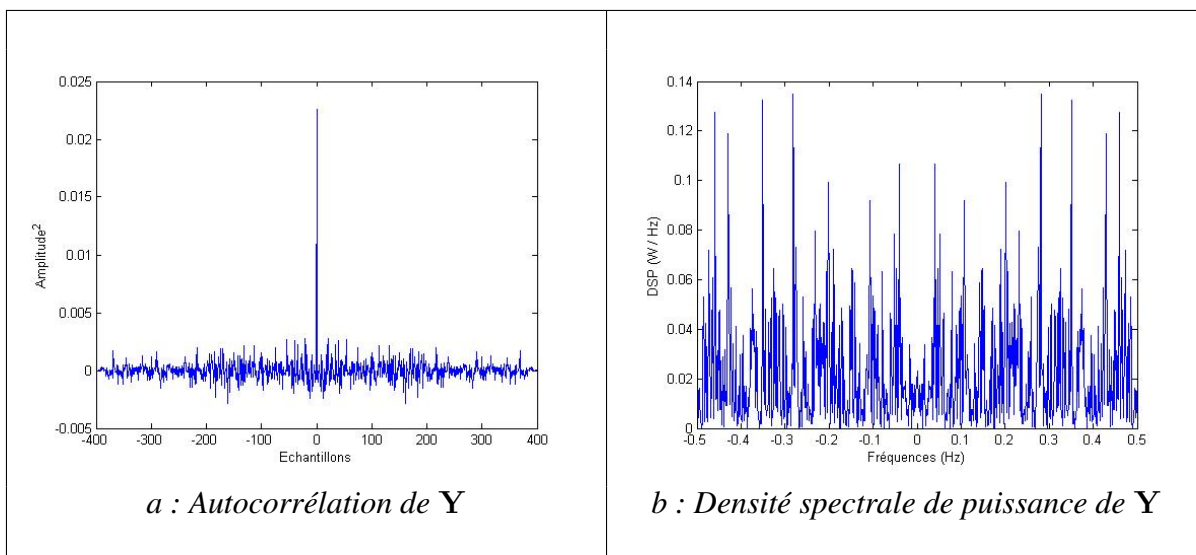 0.025
0.02
0.015
0.01
0.005
0
-0.005
Amplitude²
-400 -300 -200 -100 0 100 200 300 400
Echantillons
a : Autocorrélation de Y
0.14
0.12
0.1
0.08
0.06
0.04
0.02
0
DSP (W / Hz)
-0.5 -0.4 -0.3 -0.2 -0.1 0 0.1 0.2 0.3 0.4 0.5
Fréquences (Hz)
b : Densité spectrale de puissance de Y